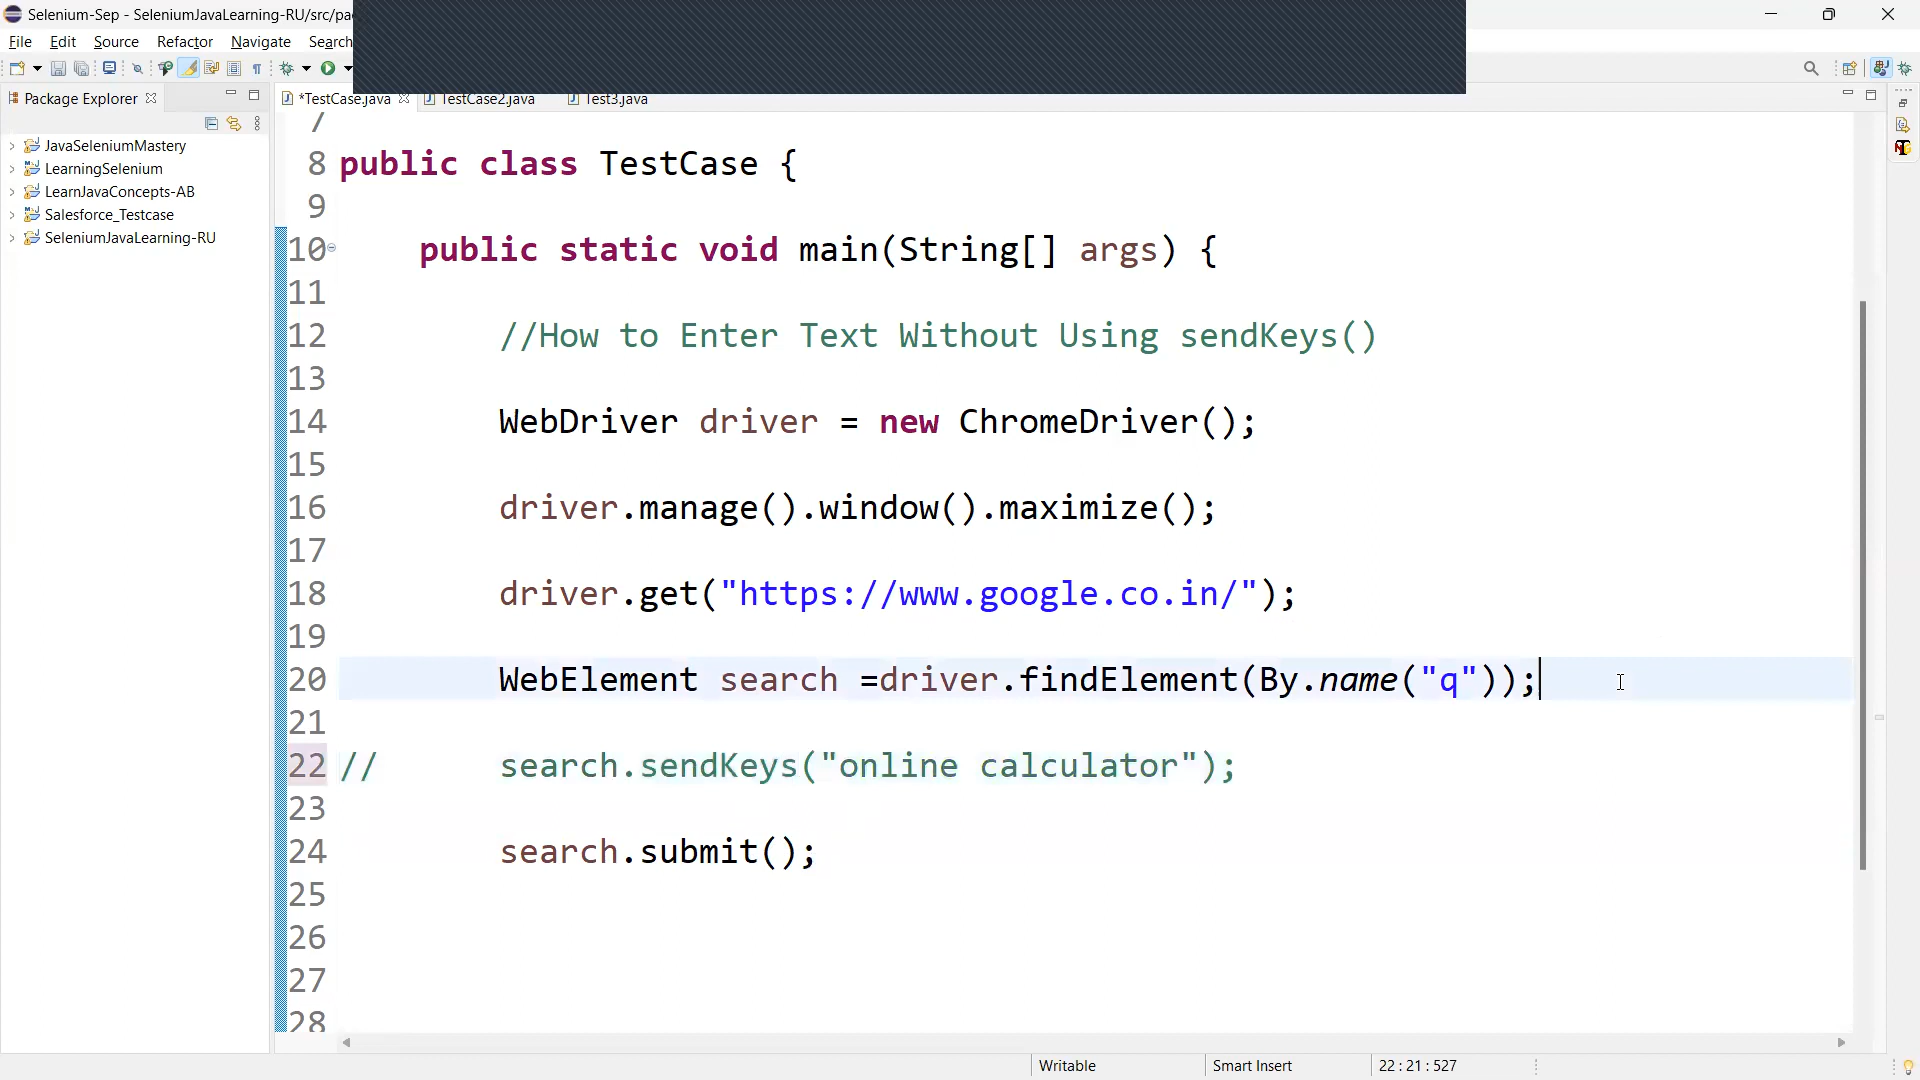 Selenium-Sep - SeleniumJavaLearning-RU/src/pac
File Edit Source Refactor Navigate Search
Package Explorer
*TestCase.java TestCase2.java Test3.java
JavaSeleniumMastery
LearningSelenium
LearnJavaConcepts-AB
Salesforce_Testcase
SeleniumJavaLearning-RU
7
8 public class TestCase {
9
10 public static void main(String[] args) {
11
12 //How to Enter Text Without Using sendKeys()
13
14 WebDriver driver = new ChromeDriver();
15
16 driver.manage().window().maximize();
17
18 driver.get("https://www.google.co.in/");
19
20 WebElement search =driver.findElement(By.name("q"));
21
22 // search.sendKeys("online calculator");
23
24 search.submit();
25
26
27
28
Writable Smart Insert 22 : 21 : 527